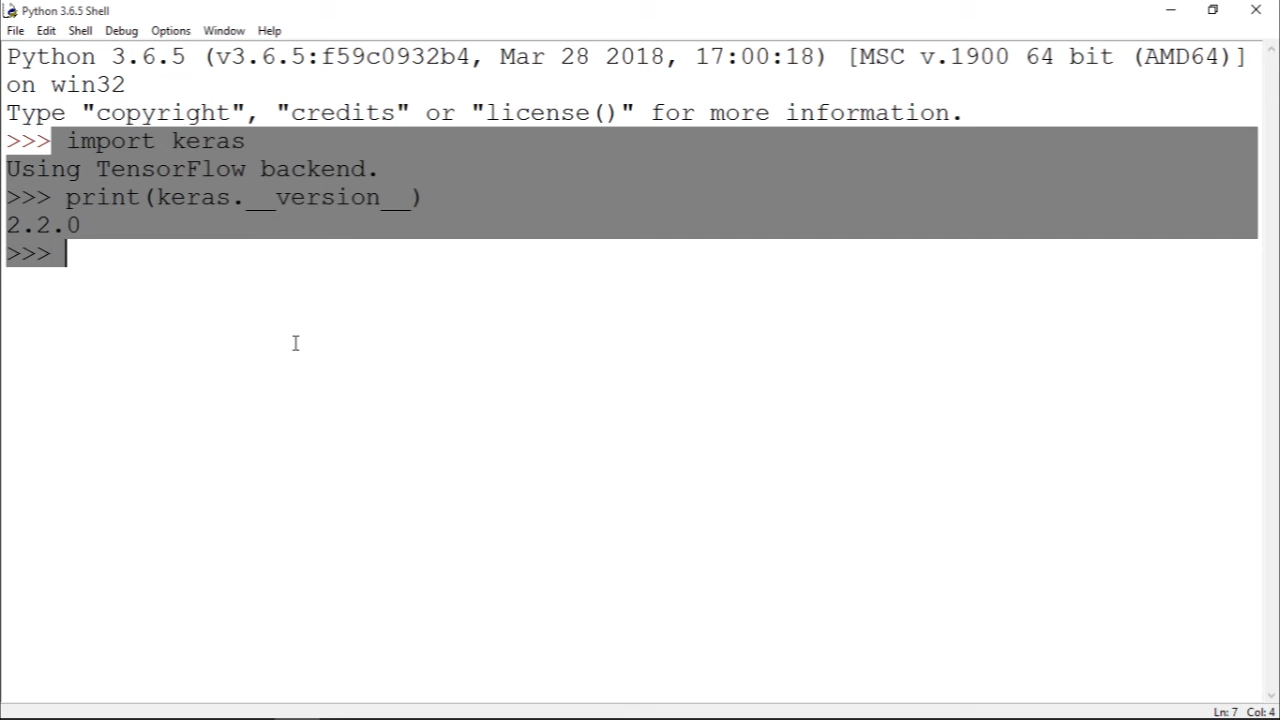 Python 3.6.5 Shell
File Edit Shell Debug Options Window Help
Python 3.6.5 (v3.6.5:f59c0932b4, Mar 28 2018, 17:00:18) [MSC v.1900 64 bit (AMD64)]
on win32
Type "copyright", "credits" or "license()" for more information.
>>> import keras
Using TensorFlow backend.
>>> print(keras.__version__)
2.2.0
>>>
Ln: 7 Col: 4